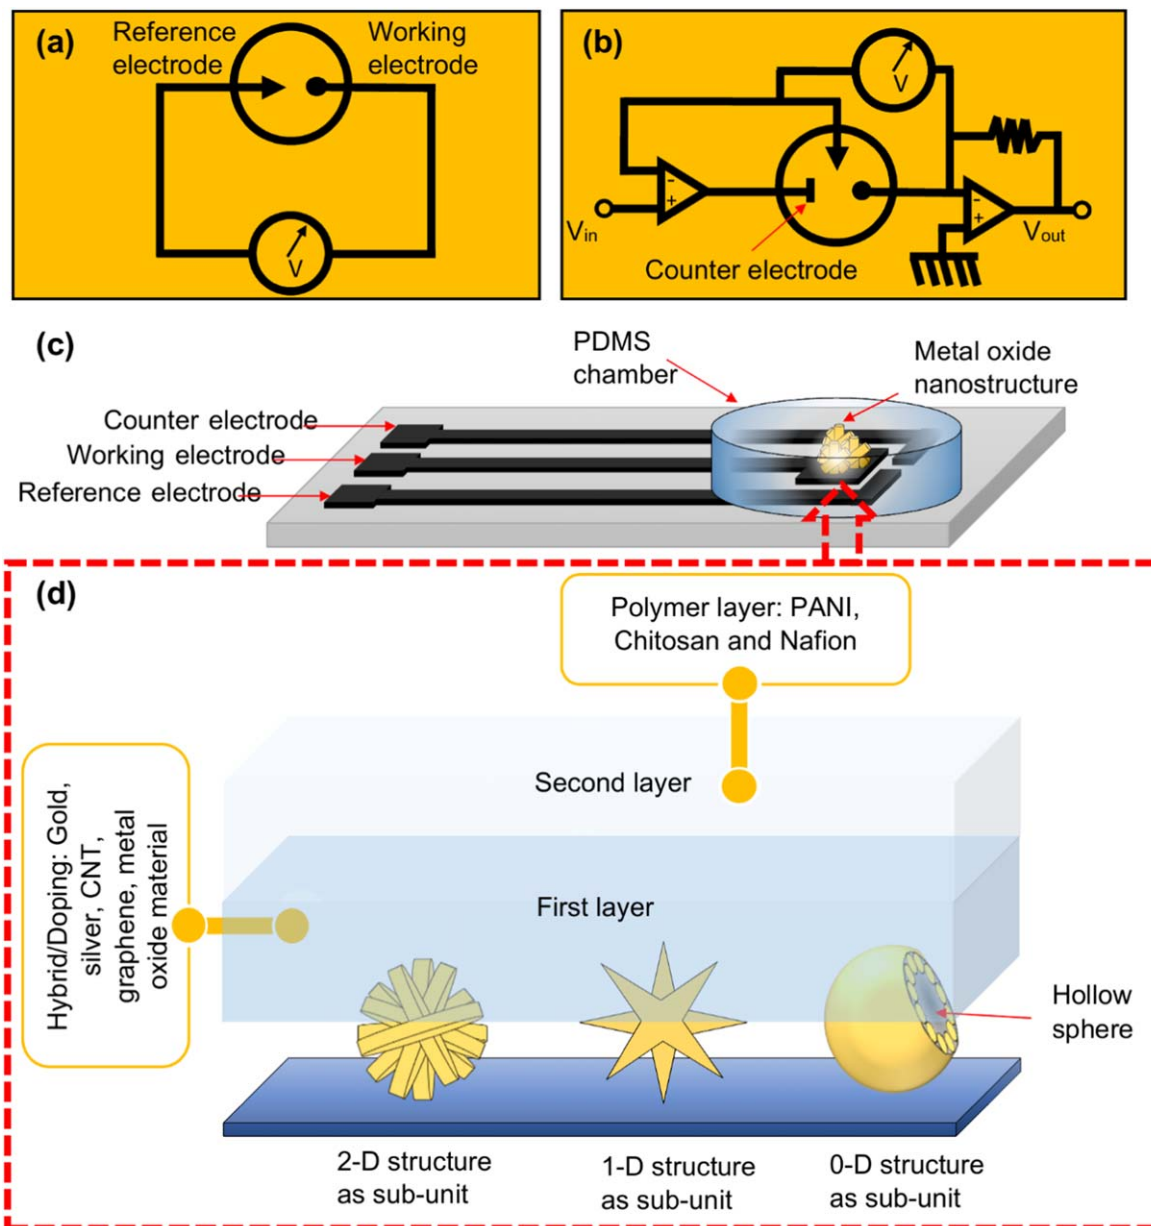 (a)
Reference
electrode
Working
electrode
V
(b)
V
-
+
-
+
Vin
Vout
Counter electrode
(c)
PDMS
chamber
Metal oxide
nanostructure
Counter electrode
Working electrode
Reference electrode
(d)
Polymer layer: PANI,
Chitosan and Nafion
Second layer
Hybrid/Doping: Gold,
silver, CNT,
graphene, metal
oxide material
First layer
Hollow
sphere
2-D structure
as sub-unit
1-D structure
as sub-unit
0-D structure
as sub-unit